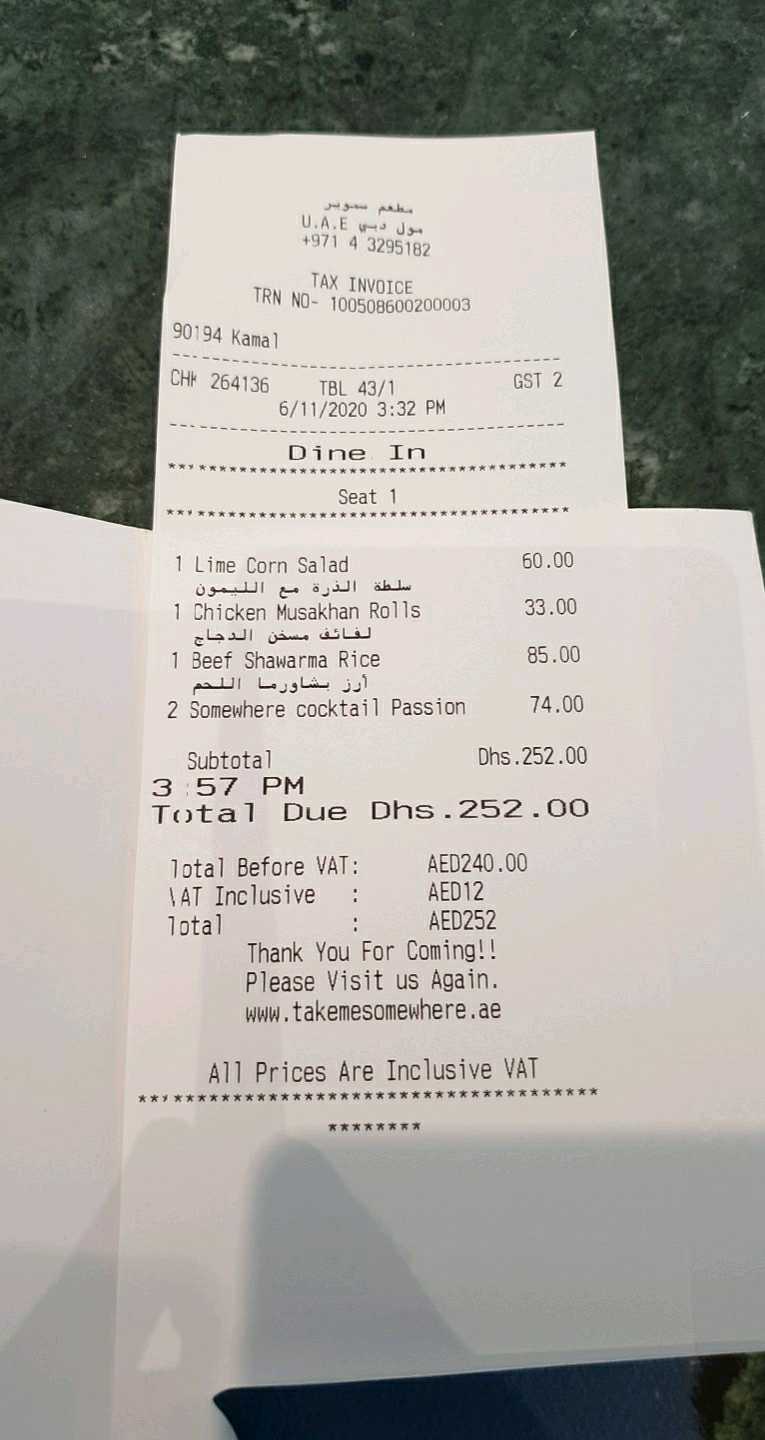 مطعم سموير
مول دبي U.A.E
+971 4 3295182
TAX INVOICE
TRN NO- 100508600200003
90194 Kamal
CHK 264136 TBL 43/1 GST 2
6/11/2020 3:32 PM
Dine In
Seat 1
1 Lime Corn Salad 60.00
سلطة الذرة مع الليمون
1 Chicken Musakhan Rolls 33.00
لفائف مسخن الدجاج
1 Beef Shawarma Rice 85.00
أرز بشاورما اللحم
2 Somewhere cocktail Passion 74.00
Subtotal Dhs.252.00
3:57 PM
Total Due Dhs.252.00
Total Before VAT: AED240.00
VAT Inclusive : AED12
Total : AED252
Thank You For Coming!!
Please Visit us Again.
www.takemesomewhere.ae
All Prices Are Inclusive VAT